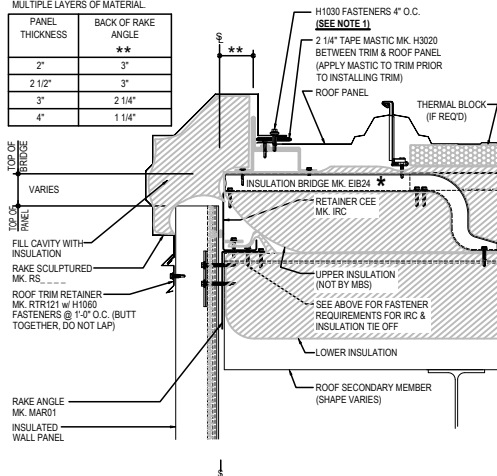 MULTIPLE LAYERS OF MATERIAL.
PANEL THICKNESS
BACK OF RAKE ANGLE
**
2" 3"
2 1/2" 3"
3" 2 1/4"
4" 1 1/4"
**
H1030 FASTENERS 4" O.C.
(SEE NOTE 1)
2 1/4" TAPE MASTIC MK. H3020
BETWEEN TRIM & ROOF PANEL
(APPLY MASTIC TO TRIM PRIOR
TO INSTALLING TRIM)
ROOF PANEL
THERMAL BLOCK
(IF REQ'D)
TOP OF
BRIDGE
VARIES
TOP OF
PANEL
INSULATION BRIDGE MK. EIB24 *
RETAINER CEE
MK. IRC
FILL CAVITY WITH
INSULATION
RAKE SCULPTURED
MK. RS_____
ROOF TRIM RETAINER
MK. RTR121 w/ H1060
FASTENERS @ 1'-0" O.C. (BUTT
TOGETHER, DO NOT LAP)
UPPER INSULATION
(NOT BY MBS)
SEE ABOVE FOR FASTENER
REQUIREMENTS FOR IRC &
INSULATION TIE OFF
LOWER INSULATION
ROOF SECONDARY MEMBER
(SHAPE VARIES)
RAKE ANGLE
MK. MAR01
INSULATED
WALL PANEL